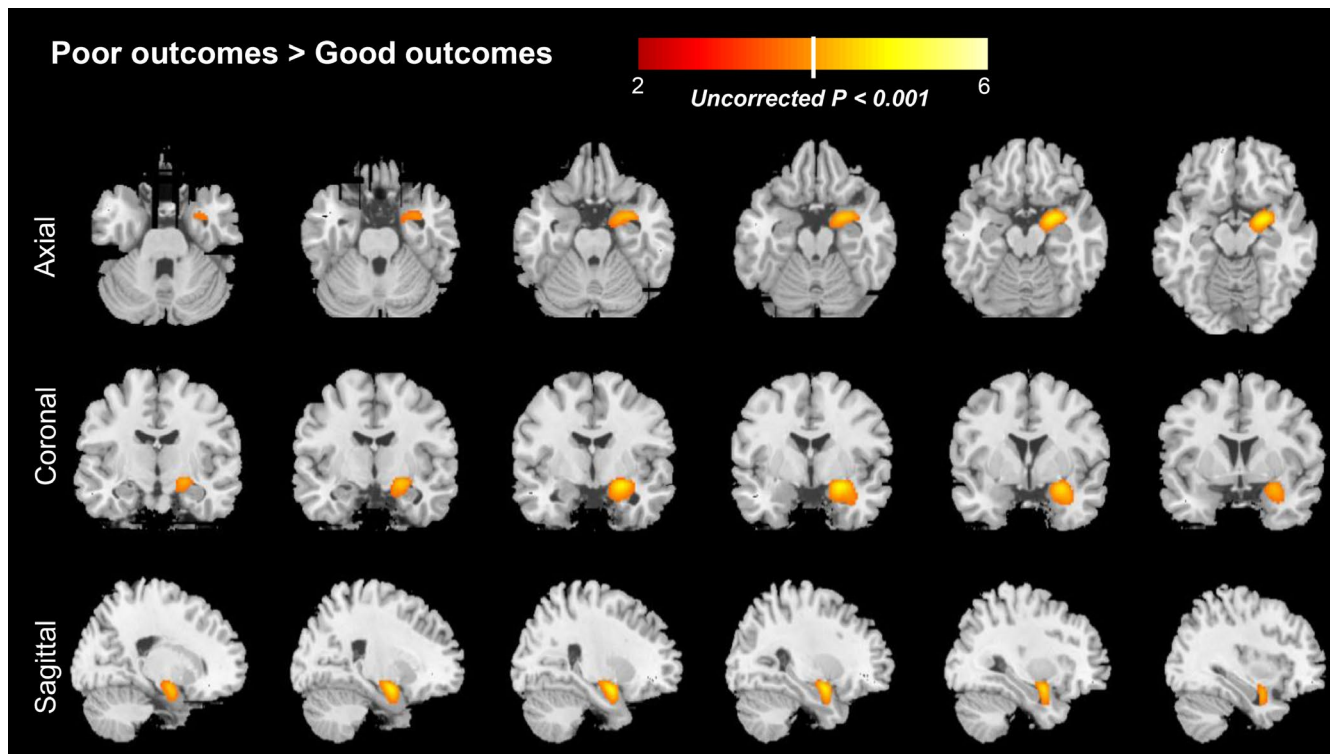 Poor outcomes > Good outcomes
2 6
Uncorrected P < 0.001
Axial
Coronal
Sagittal